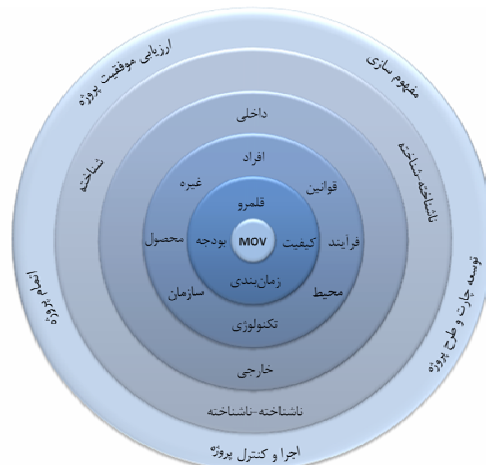 ارزیابی موفقیت پروژه
مفهوم سازی
داخلی
شناخته
ناشناخته-شناخته
افراد
غیره
قوانین
قلمرو
محصول
بودجه
MOV
کیفیت
فرآیند
زمان‌بندی
سازمان
محیط
تکنولوژی
اتمام پروژه
توسعه چارت و طرح پروژه
خارجی
ناشناخته-ناشناخته
اجرا و کنترل پروژه